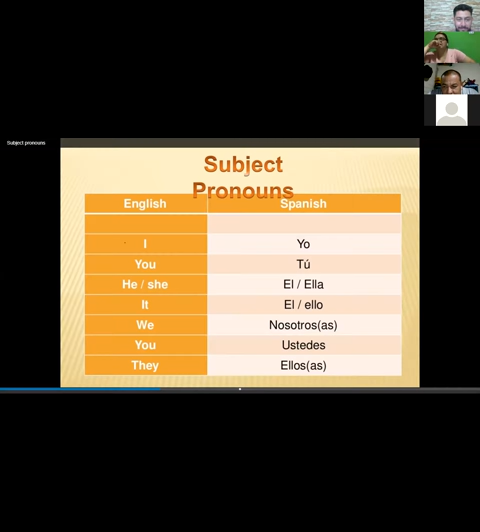 Subject pronouns
Subject
Pronouns
English Spanish
I Yo
You Tú
He / she El / Ella
It El / ello
We Nosotros(as)
You Ustedes
They Ellos(as)